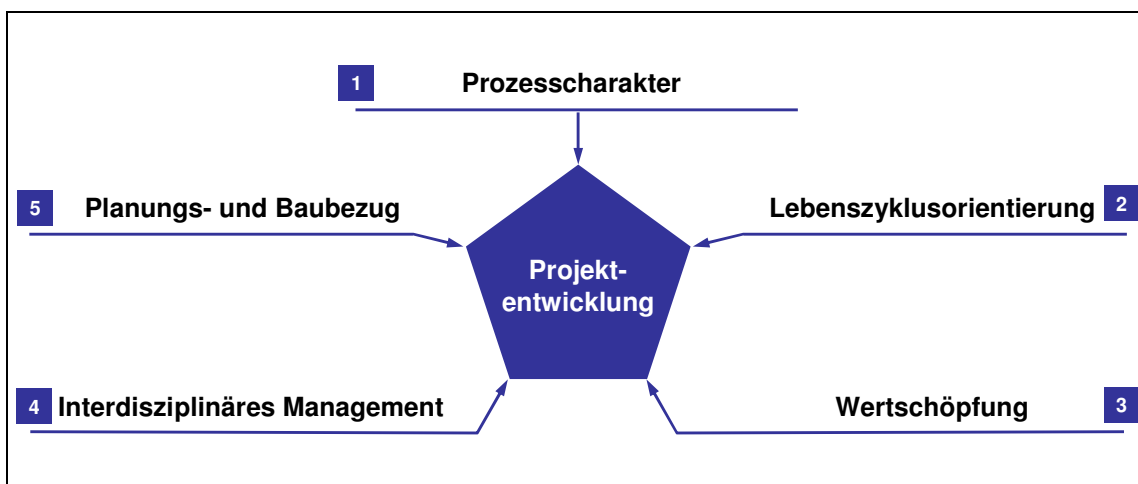 1 Prozesscharakter
5 Planungs- und Baubezug
Lebenszyklusorientierung 2
Projekt-
entwicklung
4 Interdisziplinäres Management
Wertschöpfung 3